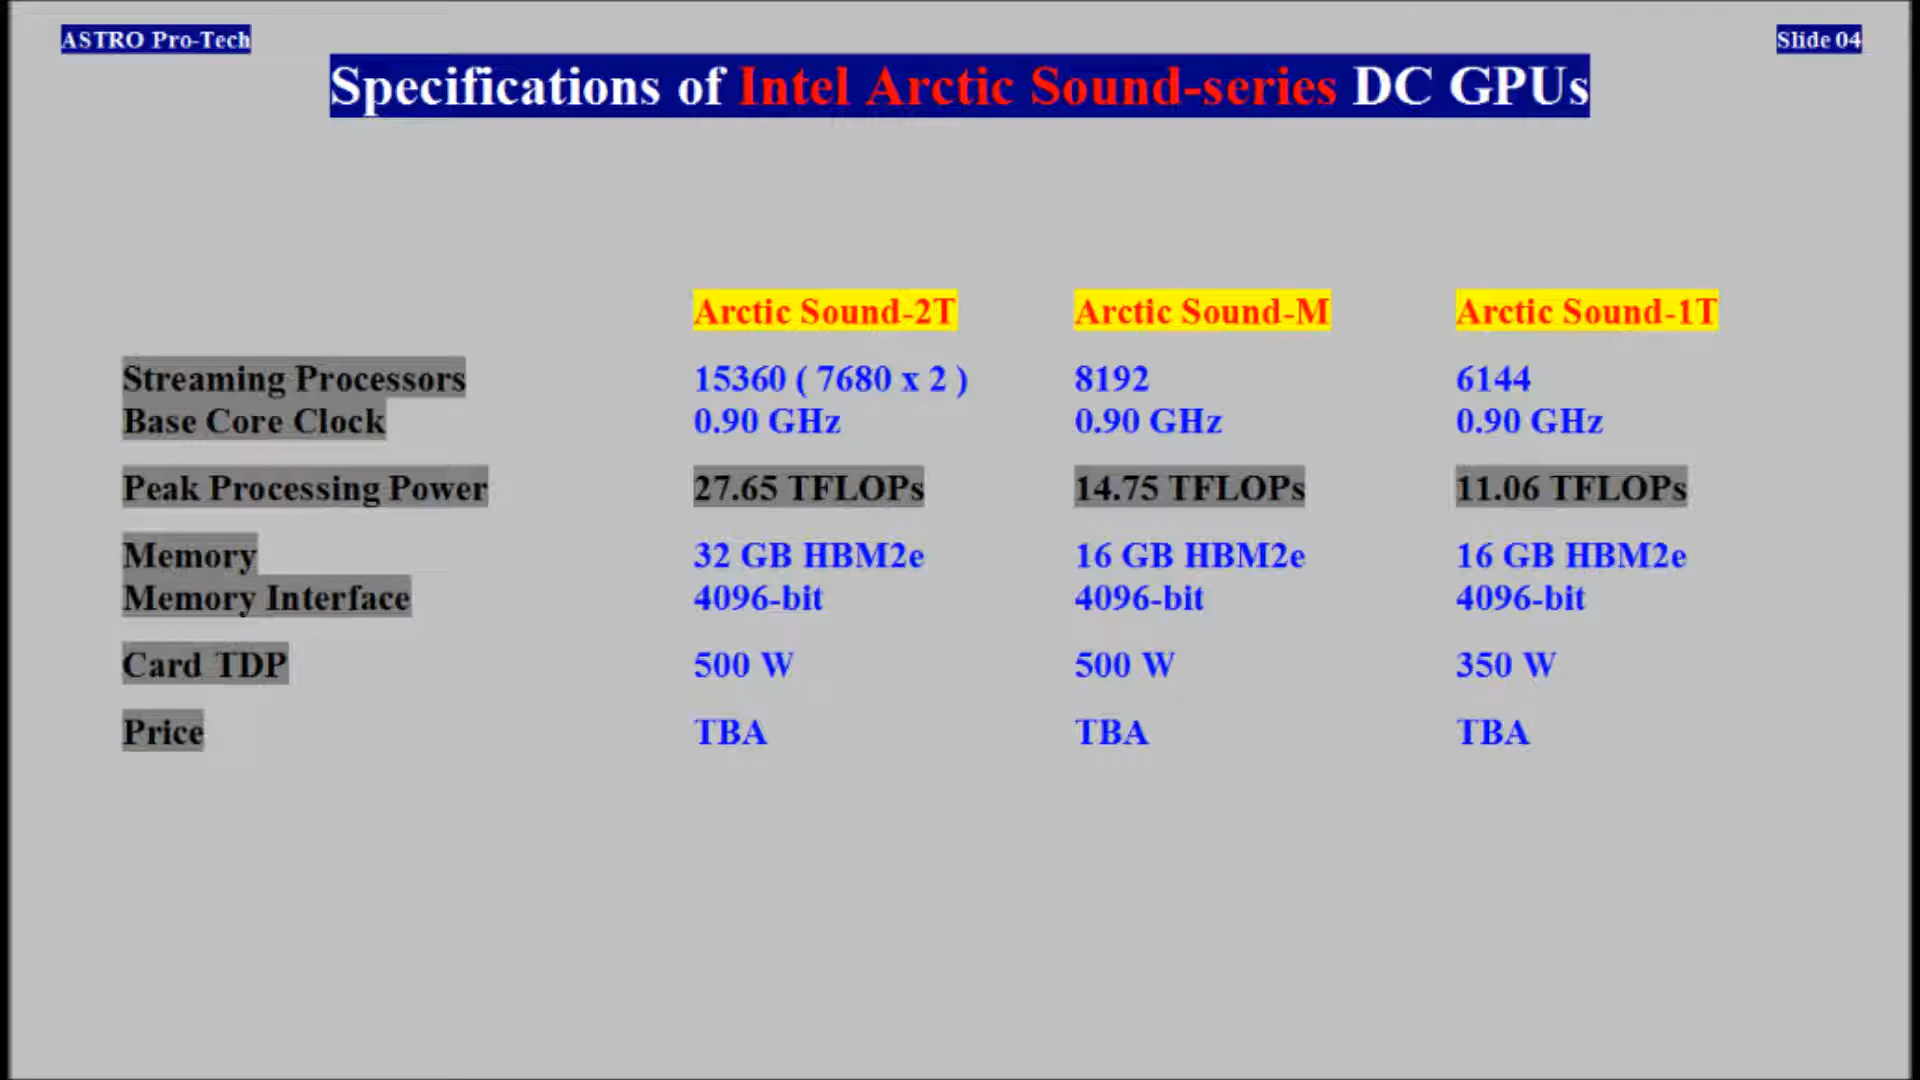 ASTRO Pro-Tech
Slide 04
Specifications of Intel Arctic Sound-series DC GPUs
Arctic Sound-2T Arctic Sound-M Arctic Sound-1T
Streaming Processors 15360 ( 7680 x 2 ) 8192 6144
Base Core Clock 0.90 GHz 0.90 GHz 0.90 GHz
Peak Processing Power 27.65 TFLOPs 14.75 TFLOPs 11.06 TFLOPs
Memory 32 GB HBM2e 16 GB HBM2e 16 GB HBM2e
Memory Interface 4096-bit 4096-bit 4096-bit
Card TDP 500 W 500 W 350 W
Price TBA TBA TBA